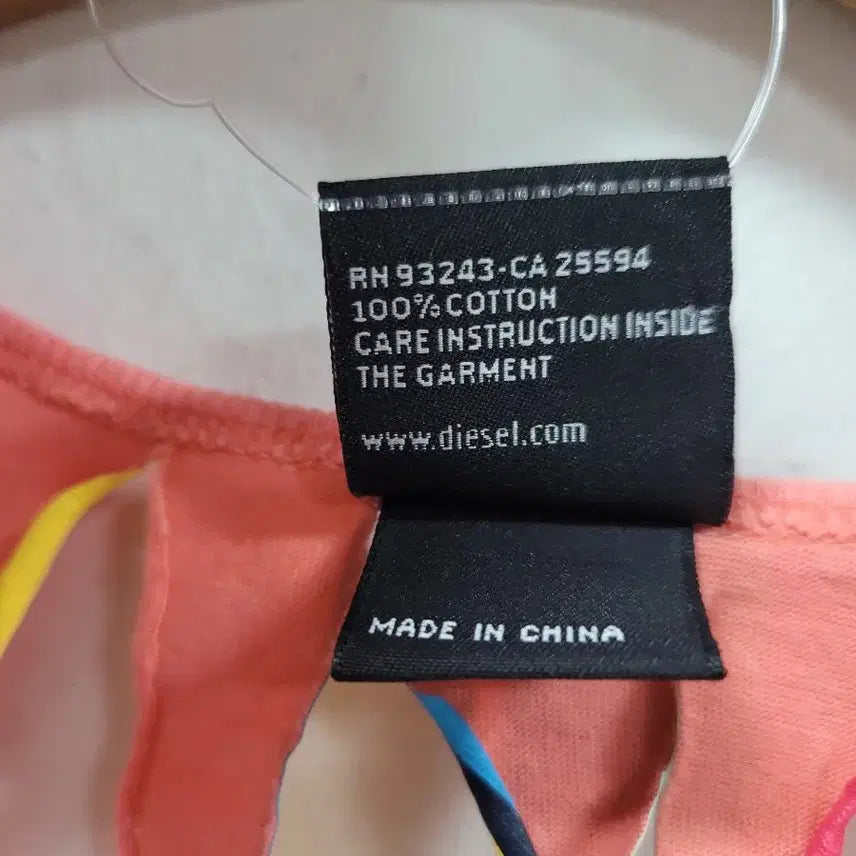 RN 93243-CA 25594
100% COTTON
CARE INSTRUCTION INSIDE
THE GARMENT
www.diesel.com
MADE IN CHINA